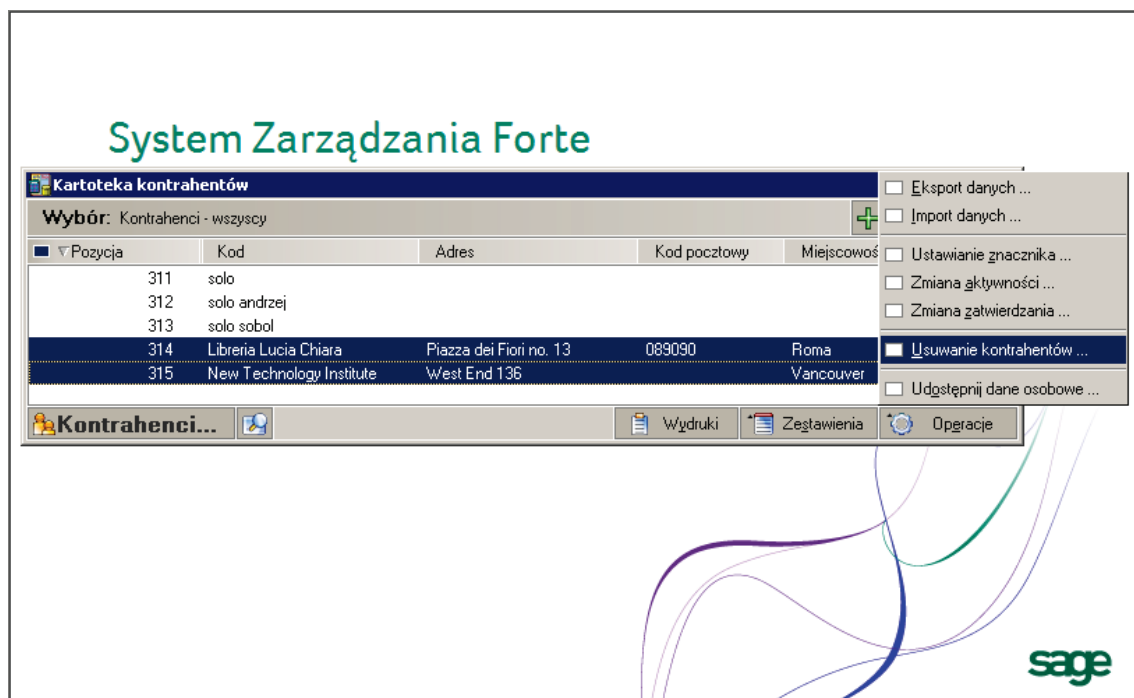 System Zarządzania Forte
Kartoteka kontrahentów
Wybór: Kontrahenci - wszyscy
Pozycja Kod Adres Kod pocztowy Miejscowoś
311 solo
312 solo andrzej
313 solo sobol
314 Libreria Lucia Chiara Piazza dei Fiori no. 13 089090 Roma
315 New Technology Institute West End 136 Vancouver
Eksport danych ...
Import danych ...
Ustawianie znacznika ...
Zmiana aktywności ...
Zmiana zatwierdzania ...
Usuwanie kontrahentów ...
Udostępnij dane osobowe ...
Kontrahenci... Wydruki Zestawienia Operacje
sage